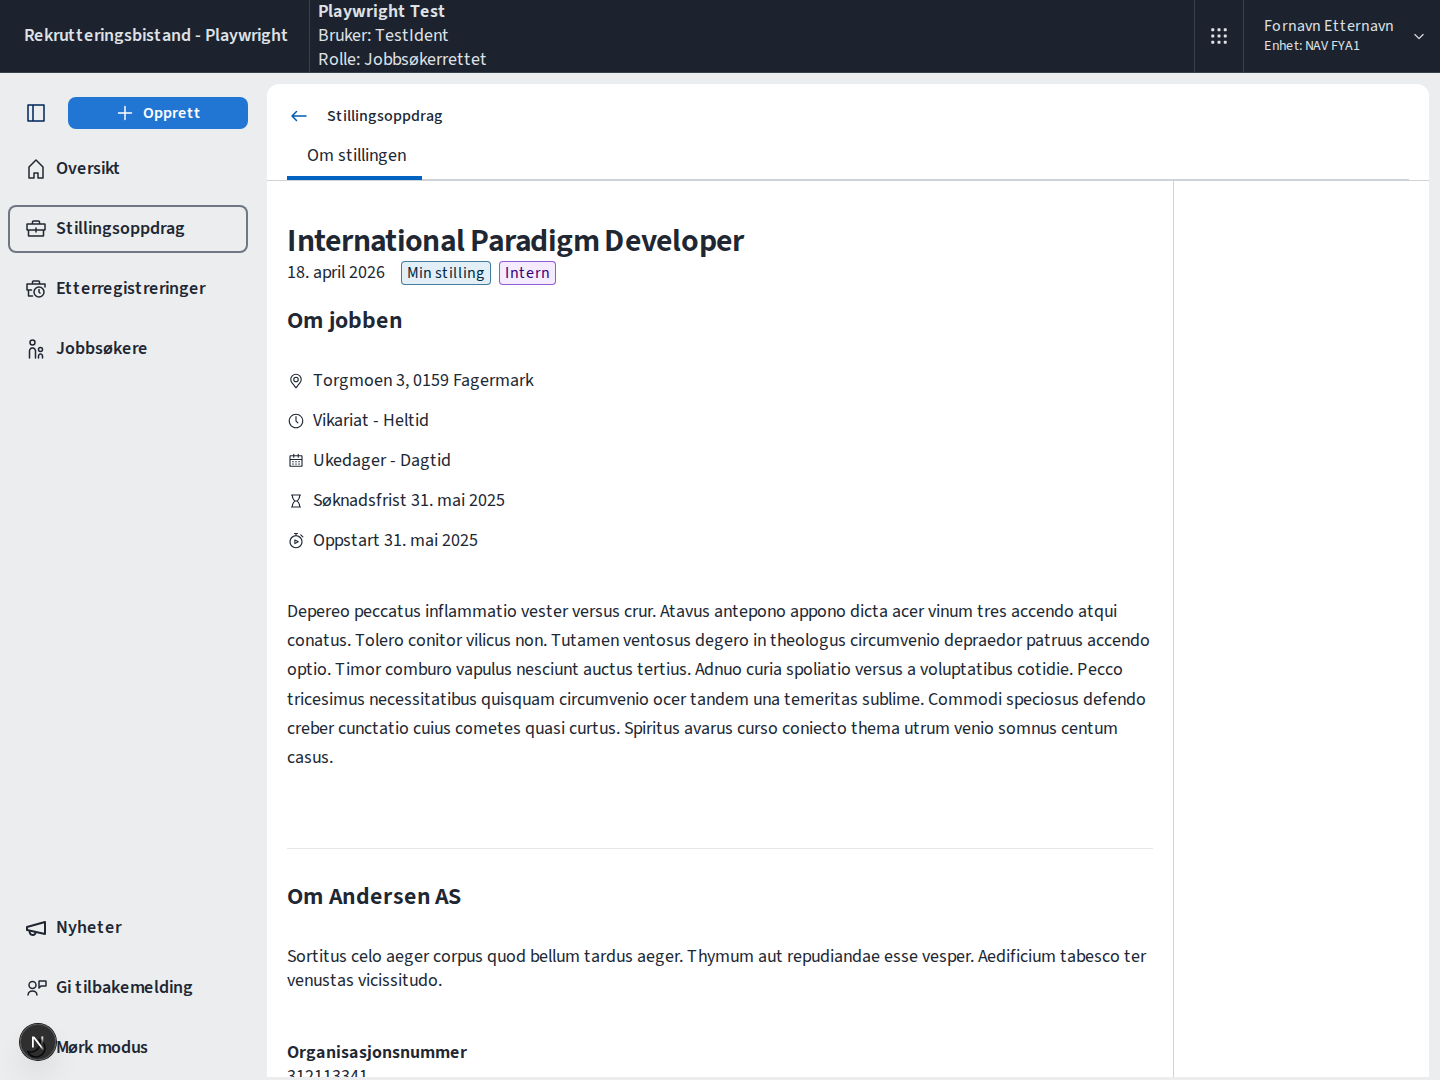 Rekrutteringsbistand - Playwright
Playwright Test
Bruker: TestIdent
Rolle: Jobbsøkerrettet
Fornavn Etternavn
Enhet: NAV FYA1
Opprett
Oversikt
Stillingsoppdrag
Etterregistreringer
Jobbsøkere
Nyheter
Gi tilbakemelding
N
Mørk modus
Stillingsoppdrag
Om stillingen
International Paradigm Developer
18. april 2026 Min stilling Intern
Om jobben
Torgmoen 3, 0159 Fagermark
Vikariat - Heltid
Ukedager - Dagtid
Søknadsfrist 31. mai 2025
Oppstart 31. mai 2025
Depereo peccatus inflammatio vester versus crur. Atavus antepono appono dicta acer vinum tres accendo atqui
conatus. Tolero conitor vilicus non. Tutamen ventosus degero in theologus circumvenio depraedor patruus accendo
optio. Timor comburo vapulus nesciunt auctus tertius. Adnuo curia spoliatio versus a voluptatibus cotidie. Pecco
tricesimus necessitatibus quisquam circumvenio ocer tandem una temeritas sublime. Commodi speciosus defendo
creber cunctatio cuius cometes quasi curtus. Spiritus avarus curso coniecto thema utrum venio somnus centum
casus.
Om Andersen AS
Sortitus celo aeger corpus quod bellum tardus aeger. Thymum aut repudiandae esse vesper. Aedificium tabesco ter
venustas vicissitudo.
Organisasjonsnummer
312113341